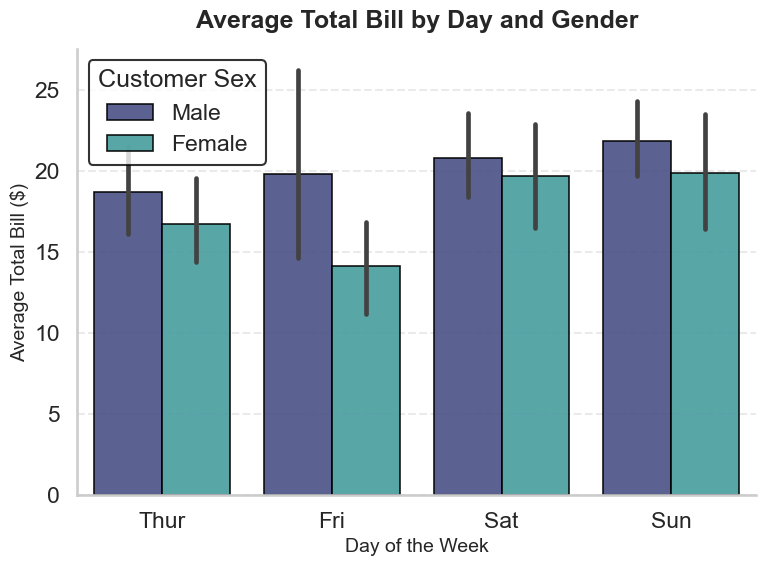 Average Total Bill by Day and Gender
Average Total Bill ($)
25
20
15
10
5
0
Customer Sex
Male
Female
Thur Fri Sat Sun
Day of the Week